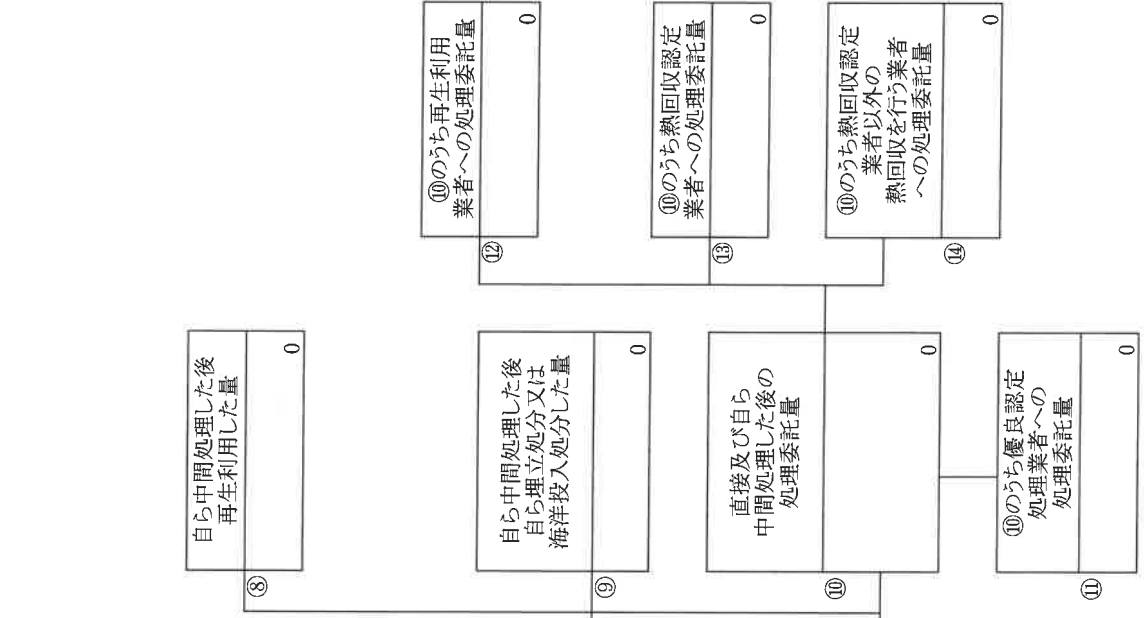 ⑧
自ら中間処理した後
再生利用した量
0
⑨
自ら中間処理した後
自ら埋立処分又は
海洋投入処分した量
0
⑩
直接及び自ら
中間処理した後の
処理委託量
0
⑪
⑩のうち優良認定
処理業者への
処理委託量
0
⑫
⑩のうち再生利用
業者への処理委託量
0
⑬
⑩のうち熱回収認定
業者への処理委託量
0
⑭
⑩のうち熱回収認定
業者以外の
熱回収を行う業者
への処理委託量
0